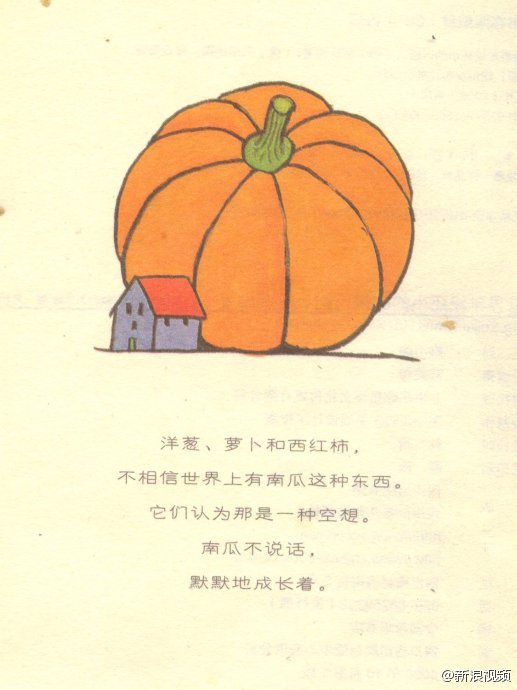 洋葱、萝卜和西红柿，
不相信世界上有南瓜这种东西。
它们认为那是一种空想。
南瓜不说话，
默默地成长着。
@新浪视频